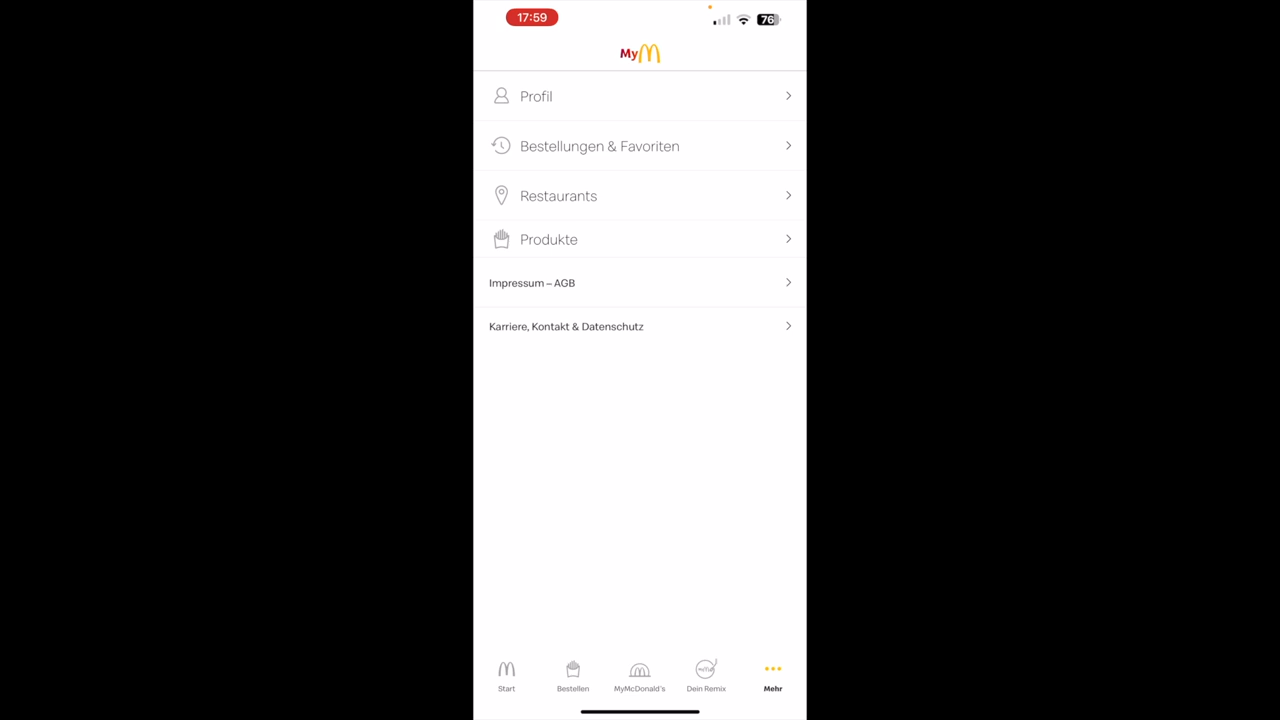 17:59
76
My
Profil
Bestellungen & Favoriten
Restaurants
Produkte
Impressum – AGB
Karriere, Kontakt & Datenschutz
Start
Bestellen
MyMcDonald's
Dein Remix
Mehr